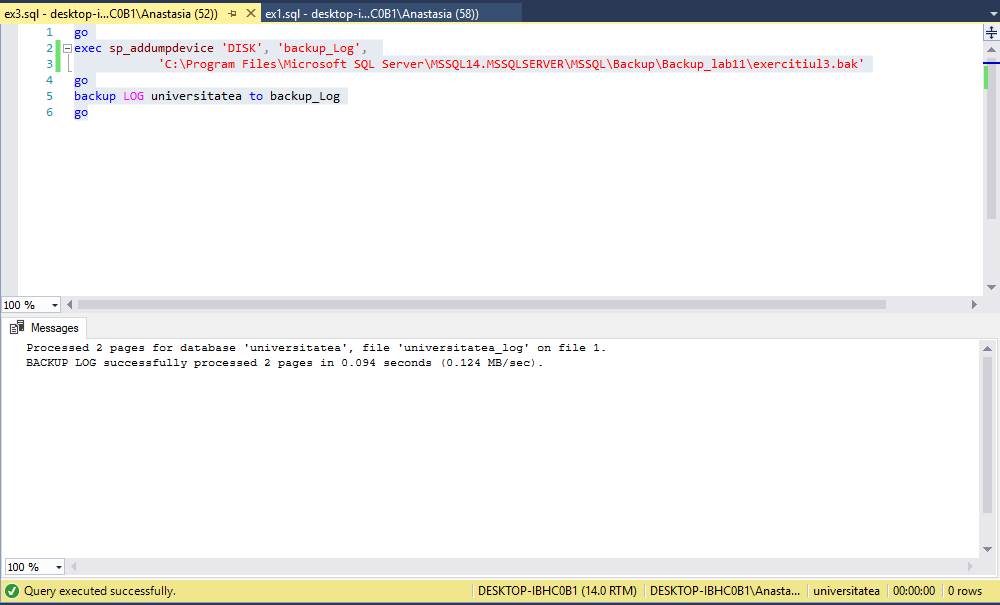 ex3.sql - desktop-i...C0B1\Anastasia (52)) ex1.sql - desktop-i...C0B1\Anastasia (58))
1 go
2 exec sp_addumpdevice 'DISK', 'backup_Log',
3 'C:\Program Files\Microsoft SQL Server\MSSQL14.MSSQLSERVER\MSSQL\Backup\Backup_lab11\exercitiul3.bak'
4 go
5 backup LOG universitatea to backup_Log
6 go
100 %
Messages
Processed 2 pages for database 'universitatea', file 'universitatea_log' on file 1.
BACKUP LOG successfully processed 2 pages in 0.094 seconds (0.124 MB/sec).
100 %
Query executed successfully. DESKTOP-IBHC0B1 (14.0 RTM) DESKTOP-IBHC0B1\Anasta... universitatea 00:00:00 0 rows